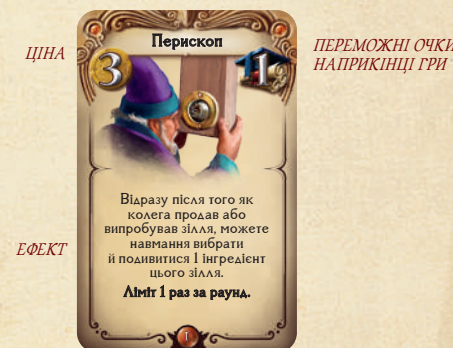 Перископ
ЦІНА
3
1
ПЕРЕМОЖНІ ОЧКИ
НАПРИКІНЦІ ГРИ
ЕФЕКТ
Відразу після того як
колега продав або
випробував зілля, можете
навмання вибрати
й подивитися 1 інгредієнт
цього зілля.
Ліміт 1 раз за раунд.
I